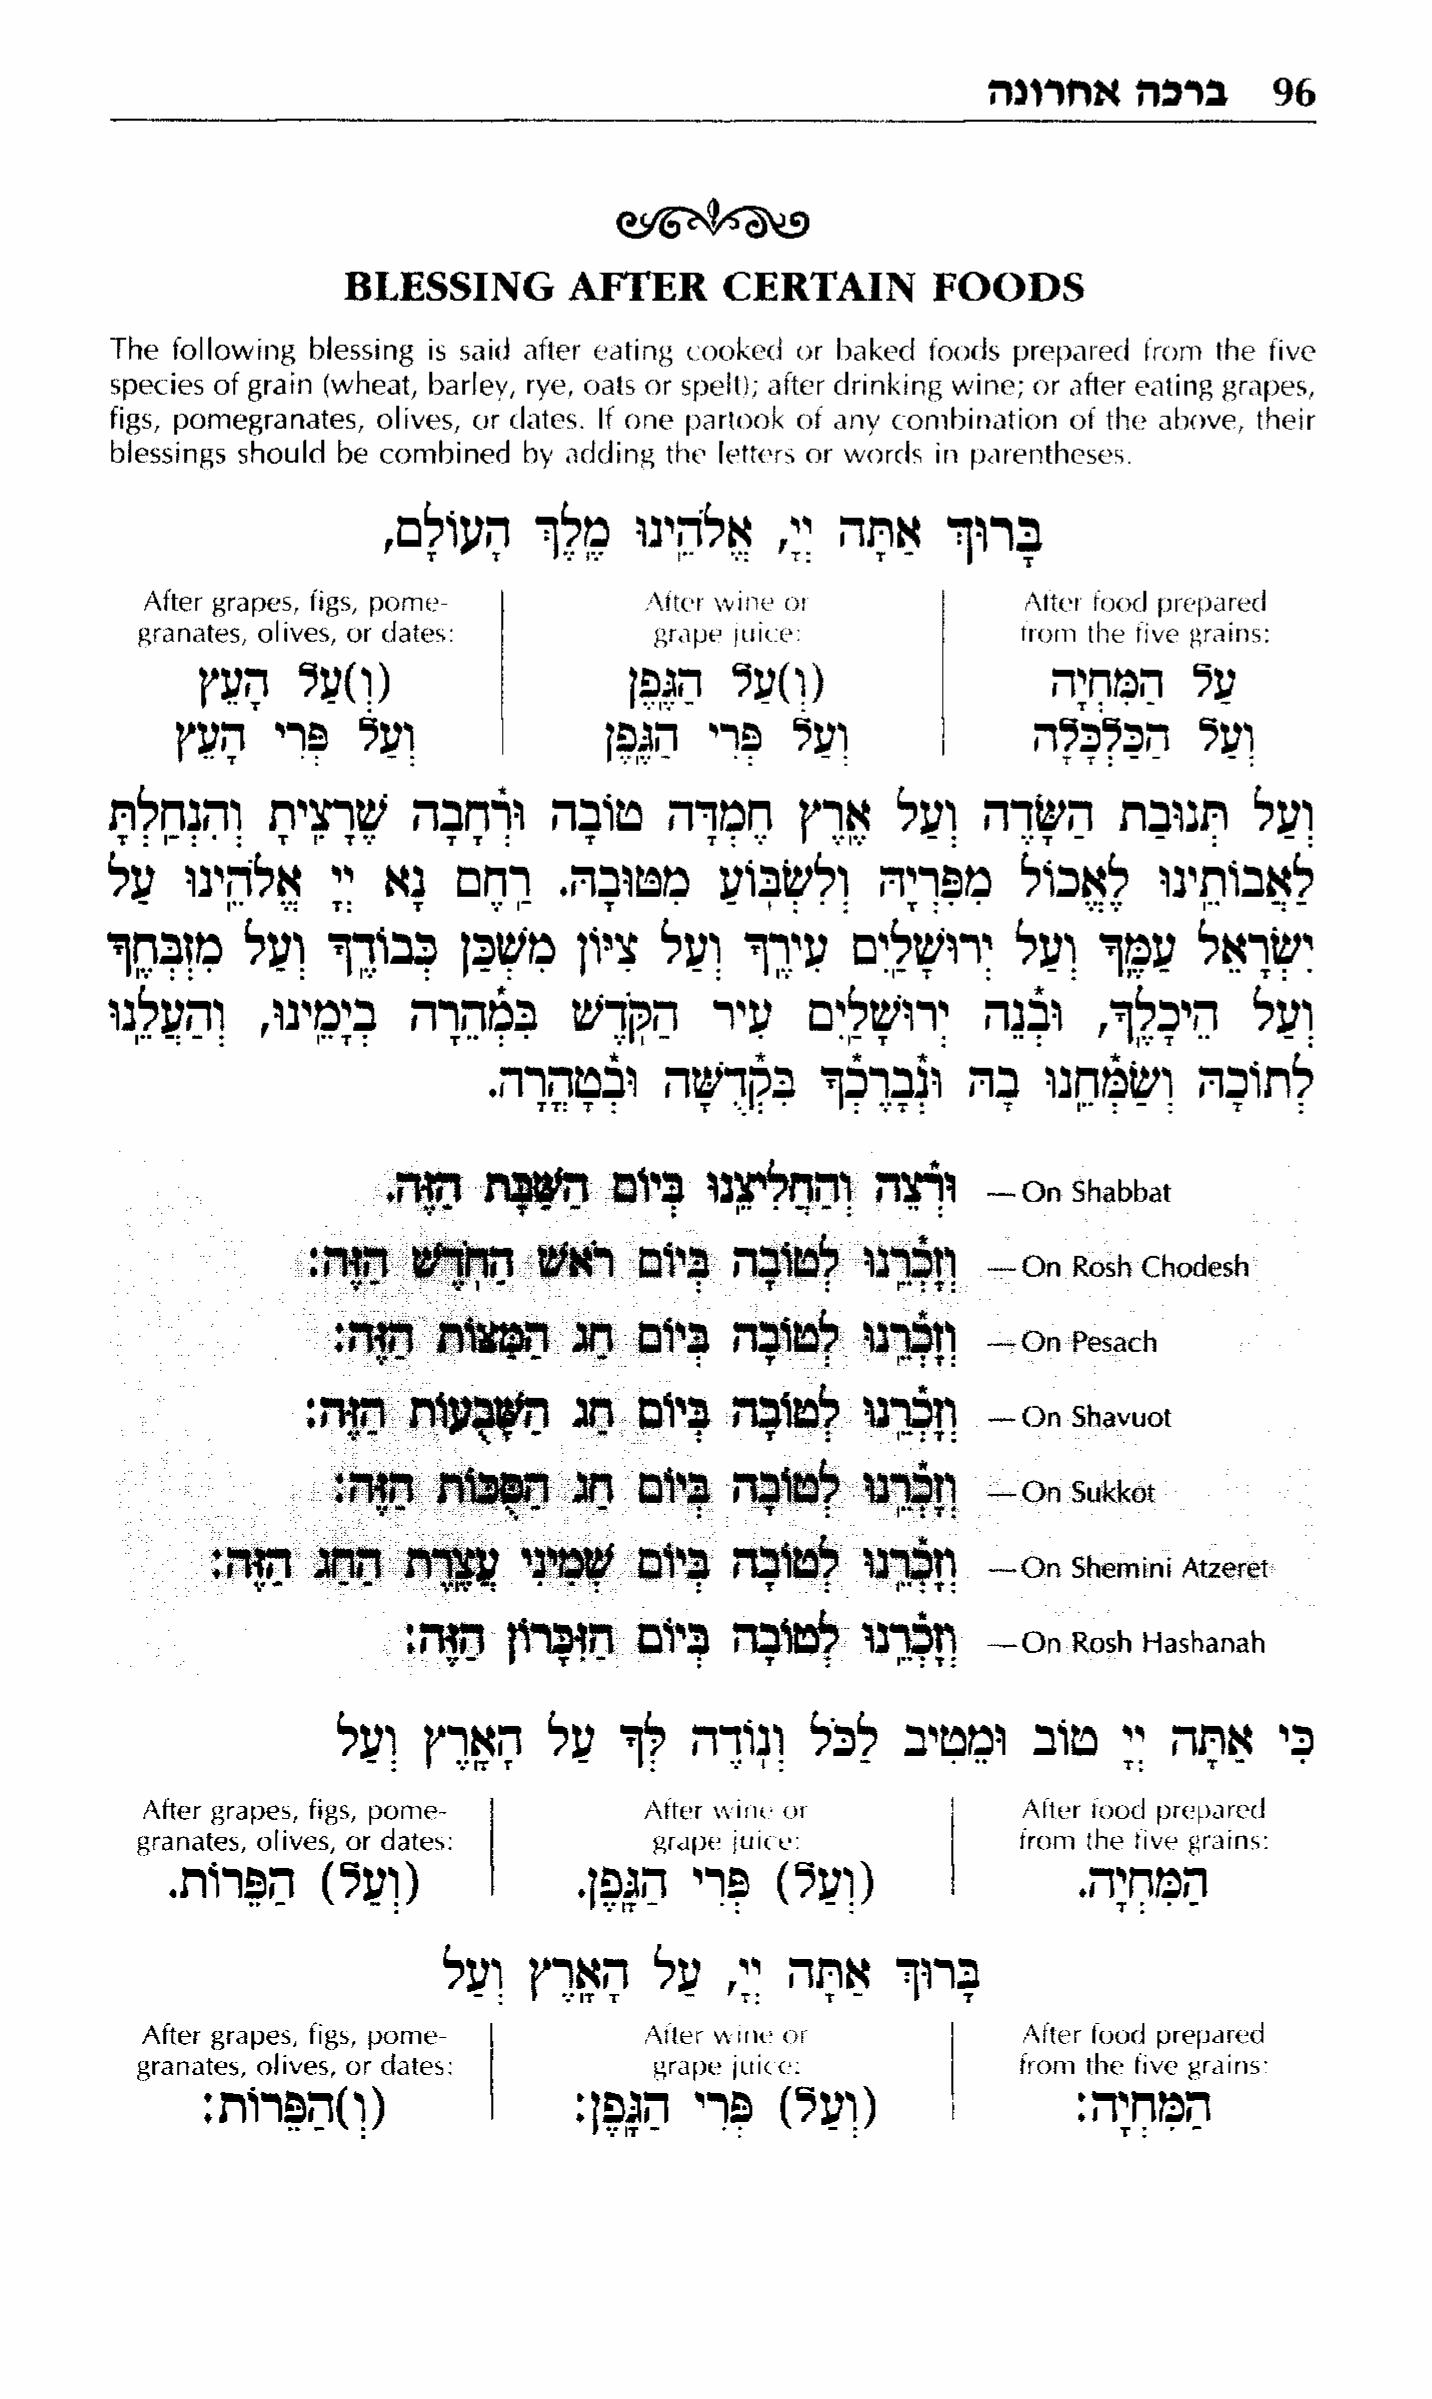 96 ברכה אחרונה
BLESSING AFTER CERTAIN FOODS
The following blessing is said after eating cooked or baked foods prepared from the five
species of grain (wheat, barley, rye, oats or spelt); after drinking wine; or after eating grapes,
figs, pomegranates, olives, or dates. If one partook of any combination of the above, their
blessings should be combined by adding the letters or words in parentheses.
בָּרוּךְ אַתָּה יְיָ, אֱלֹהֵינוּ מֶלֶךְ הָעוֹלָם,
After food prepared
from the five grains:
עַל הַמִּחְיָה
וְעַל הַכַּלְכָּלָה
After wine or
grape juice:
(וְ)עַל הַגֶּפֶן
וְעַל פְּרִי הַגֶּפֶן
After grapes, figs, pome-
granates, olives, or dates:
(וְ)עַל הָעֵץ
וְעַל פְּרִי הָעֵץ
וְעַל תְּנוּבַת הַשָּׂדֶה וְעַל אֶרֶץ חֶמְדָּה טוֹבָה וּרְחָבָה שֶׁרָצִיתָ וְהִנְחַלְתָּ
לַאֲבוֹתֵינוּ לֶאֱכוֹל מִפִּרְיָהּ וְלִשְׂבּוֹעַ מִטּוּבָהּ. רַחֶם נָא יְיָ אֱלֹהֵינוּ עַל
יִשְׂרָאֵל עַמֶּךָ וְעַל יְרוּשָׁלַיִם עִירֶךָ וְעַל צִיּוֹן מִשְׁכַּן כְּבוֹדֶךָ וְעַל מִזְבְּחֶךָ
וְעַל הֵיכָלֶךָ, וּבְנֵה יְרוּשָׁלַיִם עִיר הַקֹּדֶשׁ בִּמְהֵרָה בְיָמֵינוּ, וְהַעֲלֵנוּ
לְתוֹכָהּ וְשַׂמְּחֵנוּ בָהּ וּנְבָרֶכְךָ בִּקְדֻשָּׁה וּבְטָהֳרָה.
On Shabbat— וּרְצֵה וְהַחֲלִיצֵנוּ בְּיוֹם הַשַּׁבָּת הַזֶּה.
On Rosh Chodesh— וְזָכְרֵנוּ לְטוֹבָה בְּיוֹם רֹאשׁ הַחֹדֶשׁ הַזֶּה:
On Pesach— וְזָכְרֵנוּ לְטוֹבָה בְּיוֹם חַג הַמַּצּוֹת הַזֶּה:
On Shavuot— וְזָכְרֵנוּ לְטוֹבָה בְּיוֹם חַג הַשָּׁבֻעוֹת הַזֶּה:
On Sukkot— וְזָכְרֵנוּ לְטוֹבָה בְּיוֹם חַג הַסֻּכּוֹת הַזֶּה:
On Shemini Atzeret— וְזָכְרֵנוּ לְטוֹבָה בְּיוֹם שְׁמִינִי עֲצֶרֶת הַחַג הַזֶּה:
On Rosh Hashanah— וְזָכְרֵנוּ לְטוֹבָה בְּיוֹם הַזִּכָּרוֹן הַזֶּה:
כִּי אַתָּה יְיָ טוֹב וּמֵטִיב לַכֹּל וְנוֹדֶה לְּךָ עַל הָאָרֶץ וְעַל
After food prepared
from the five grains:
הַמִּחְיָה.
After wine or
grape juice:
(וְעַל) פְּרִי הַגָּפֶן.
After grapes, figs, pome-
granates, olives, or dates:
(וְעַל) הַפֵּרוֹת.
בָּרוּךְ אַתָּה יְיָ, עַל הָאָרֶץ וְעַל
After food prepared
from the five grains:
הַמִּחְיָה:
After wine or
grape juice:
(וְעַל) פְּרִי הַגָּפֶן:
After grapes, figs, pome-
granates, olives, or dates:
(וְ)הַפֵּרוֹת: